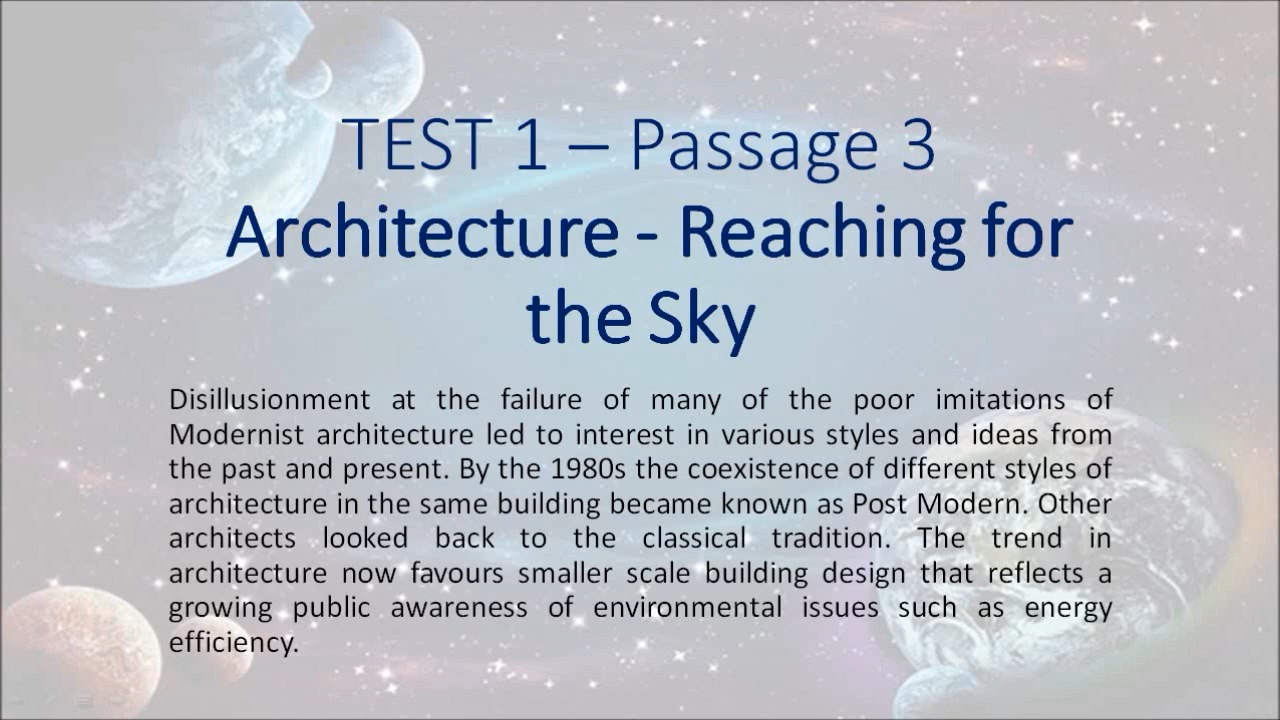 TEST 1 – Passage 3
Architecture - Reaching for
the Sky
Disillusionment at the failure of many of the poor imitations of
Modernist architecture led to interest in various styles and ideas from
the past and present. By the 1980s the coexistence of different styles of
architecture in the same building became known as Post Modern. Other
architects looked back to the classical tradition. The trend in
architecture now favours smaller scale building design that reflects a
growing public awareness of environmental issues such as energy
efficiency.